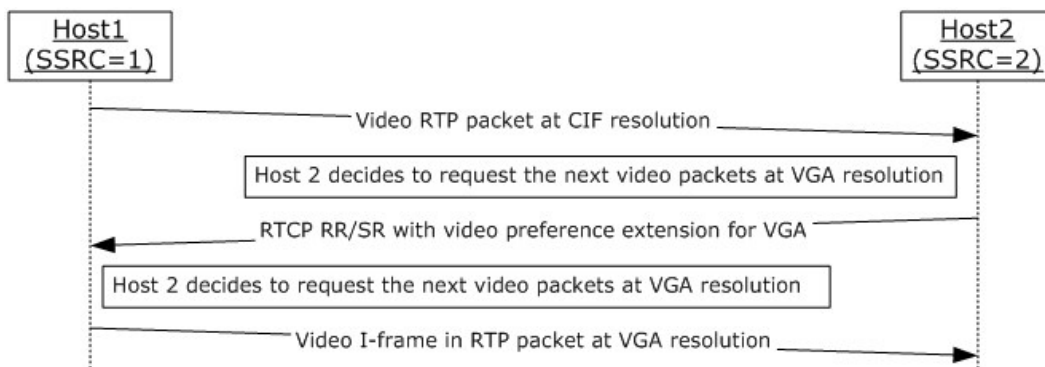 Host1
(SSRC=1)
Host2
(SSRC=2)
Video RTP packet at CIF resolution
Host 2 decides to request the next video packets at VGA resolution
RTCP RR/SR with video preference extension for VGA
Host 2 decides to request the next video packets at VGA resolution
Video I-frame in RTP packet at VGA resolution